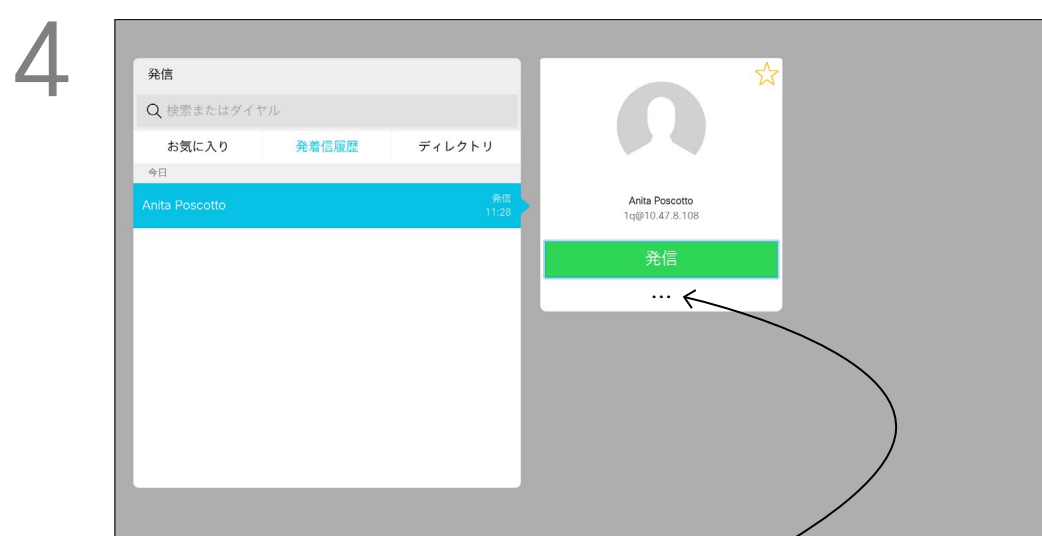 4
発信
検索またはダイヤル
お気に入り 発着信履歴 ディレクトリ
今日
Anita Poscotto 発信
11:28
Anita Poscotto
1q@10.47.8.108
発信
...